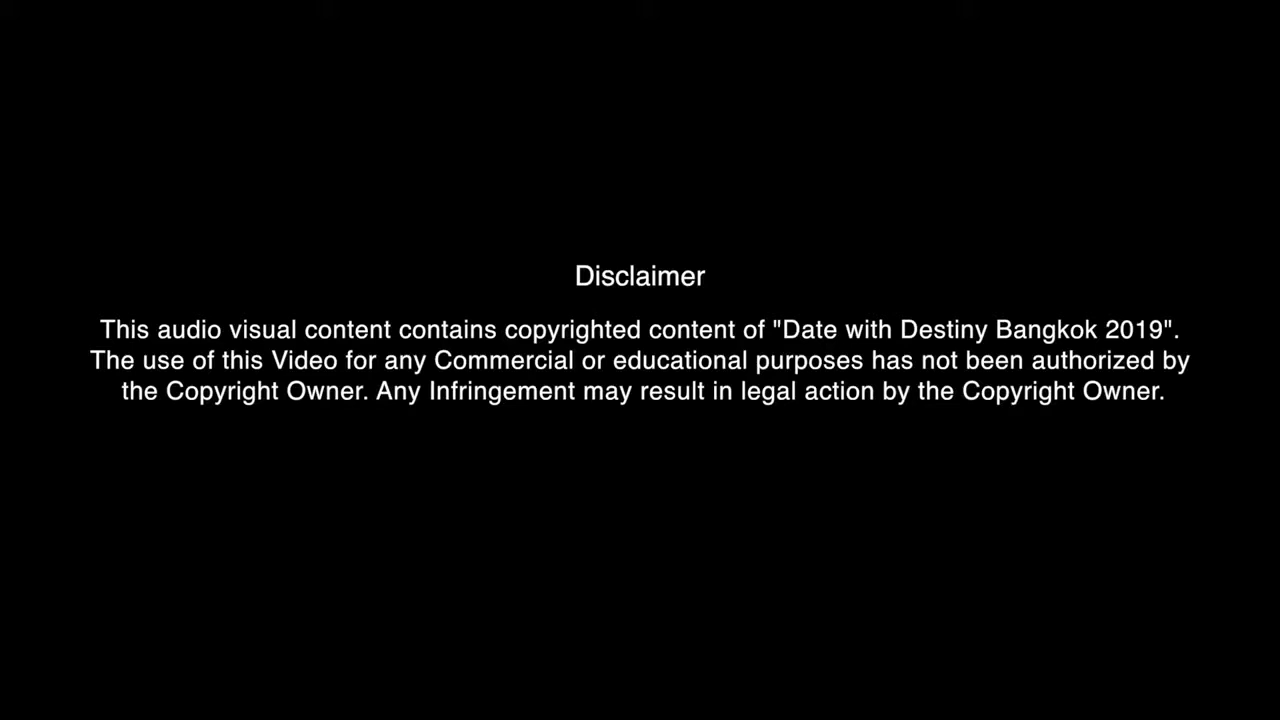 Disclaimer
This audio visual content contains copyrighted content of "Date with Destiny Bangkok 2019".
The use of this Video for any Commercial or educational purposes has not been authorized by
the Copyright Owner. Any Infringement may result in legal action by the Copyright Owner.